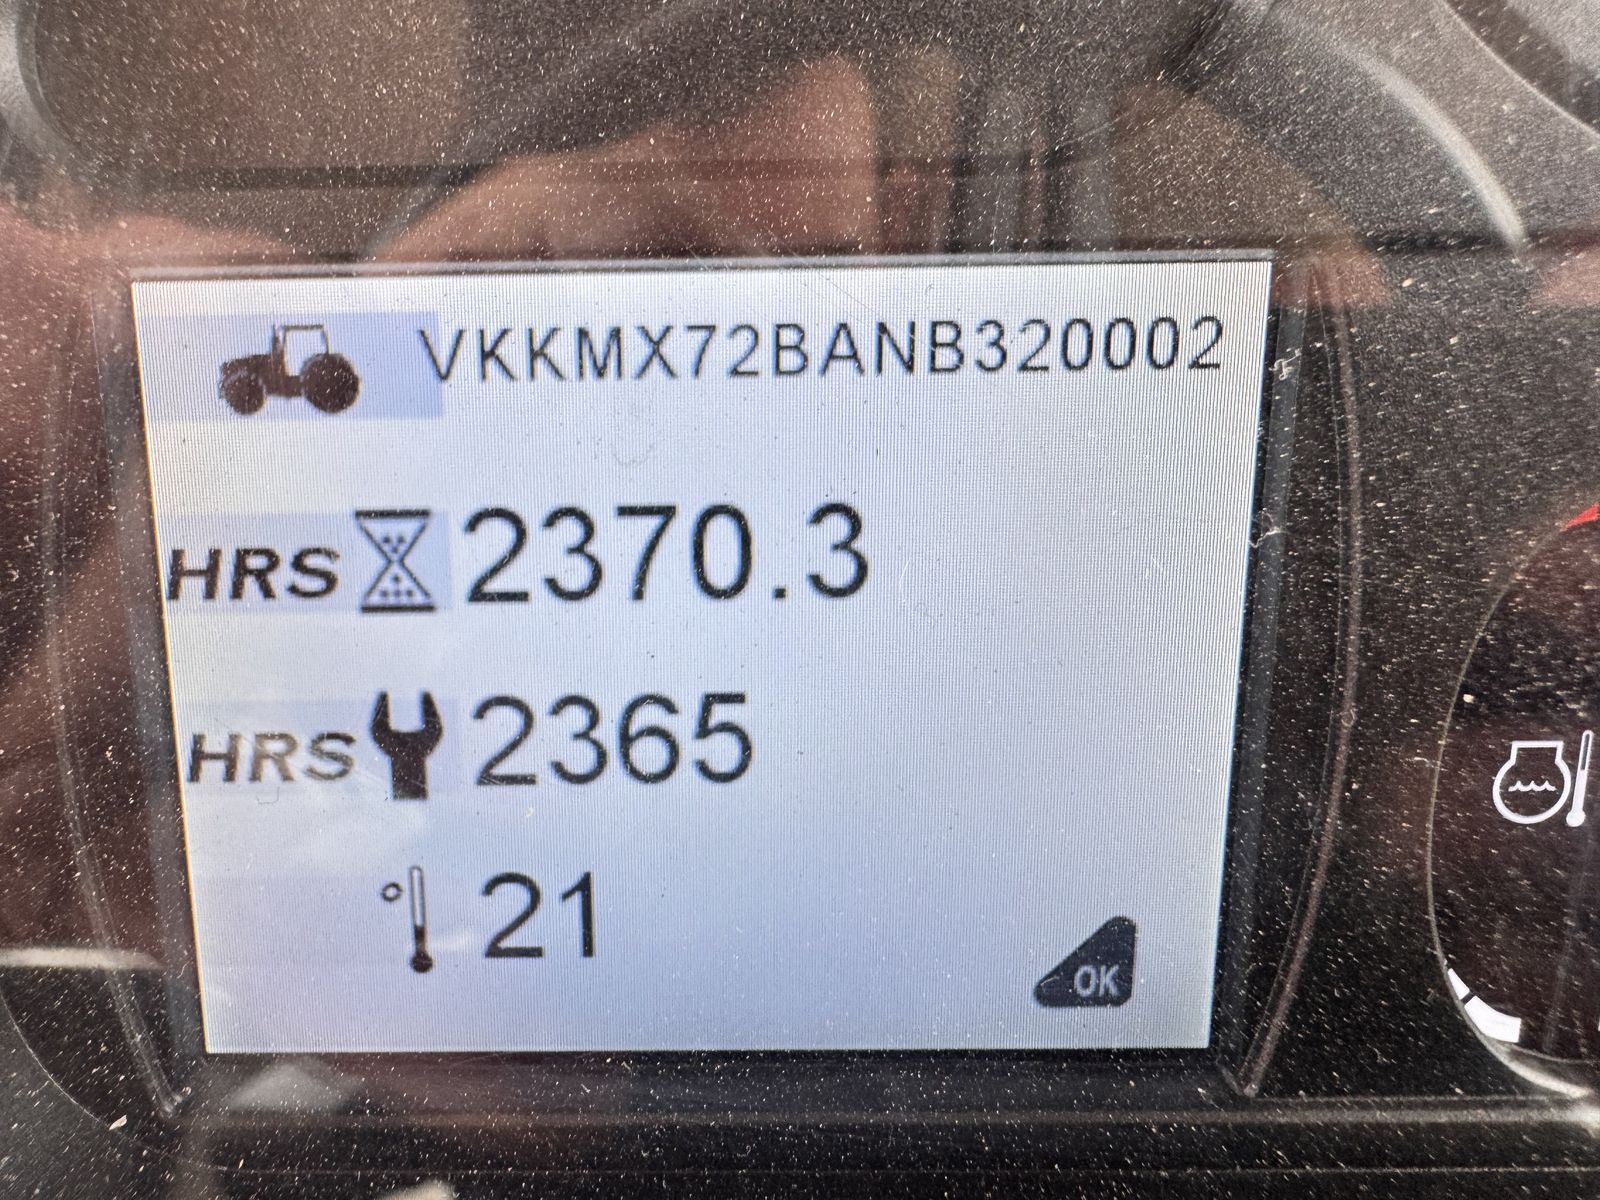 VKKMX72BANB320002
HRS 2370.3
HRS 2365
° 21
OK